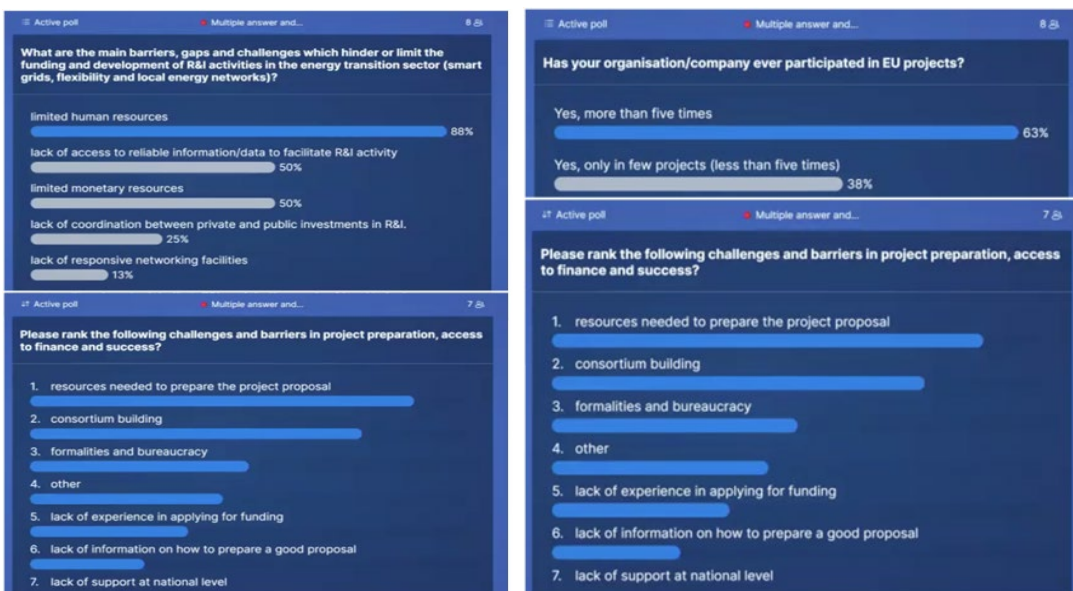 Active poll
Multiple answer and...
8
What are the main barriers, gaps and challenges which hinder or limit the
funding and development of R&I activities in the energy transition sector (smart
grids, flexibility and local energy networks)?
limited human resources
88%
lack of access to reliable information/data to facilitate R&I activity
50%
limited monetary resources
50%
lack of coordination between private and public investments in R&I.
25%
lack of responsive networking facilities
13%
Active poll
Multiple answer and...
7
Please rank the following challenges and barriers in project preparation, access
to finance and success?
1. resources needed to prepare the project proposal
2. consortium building
3. formalities and bureaucracy
4. other
5. lack of experience in applying for funding
6. lack of information on how to prepare a good proposal
7. lack of support at national level
Active poll
Multiple answer and...
8
Has your organisation/company ever participated in EU projects?
Yes, more than five times
63%
Yes, only in few projects (less than five times)
38%
Active poll
Multiple answer and...
7
Please rank the following challenges and barriers in project preparation, access
to finance and success?
1. resources needed to prepare the project proposal
2. consortium building
3. formalities and bureaucracy
4. other
5. lack of experience in applying for funding
6. lack of information on how to prepare a good proposal
7. lack of support at national level